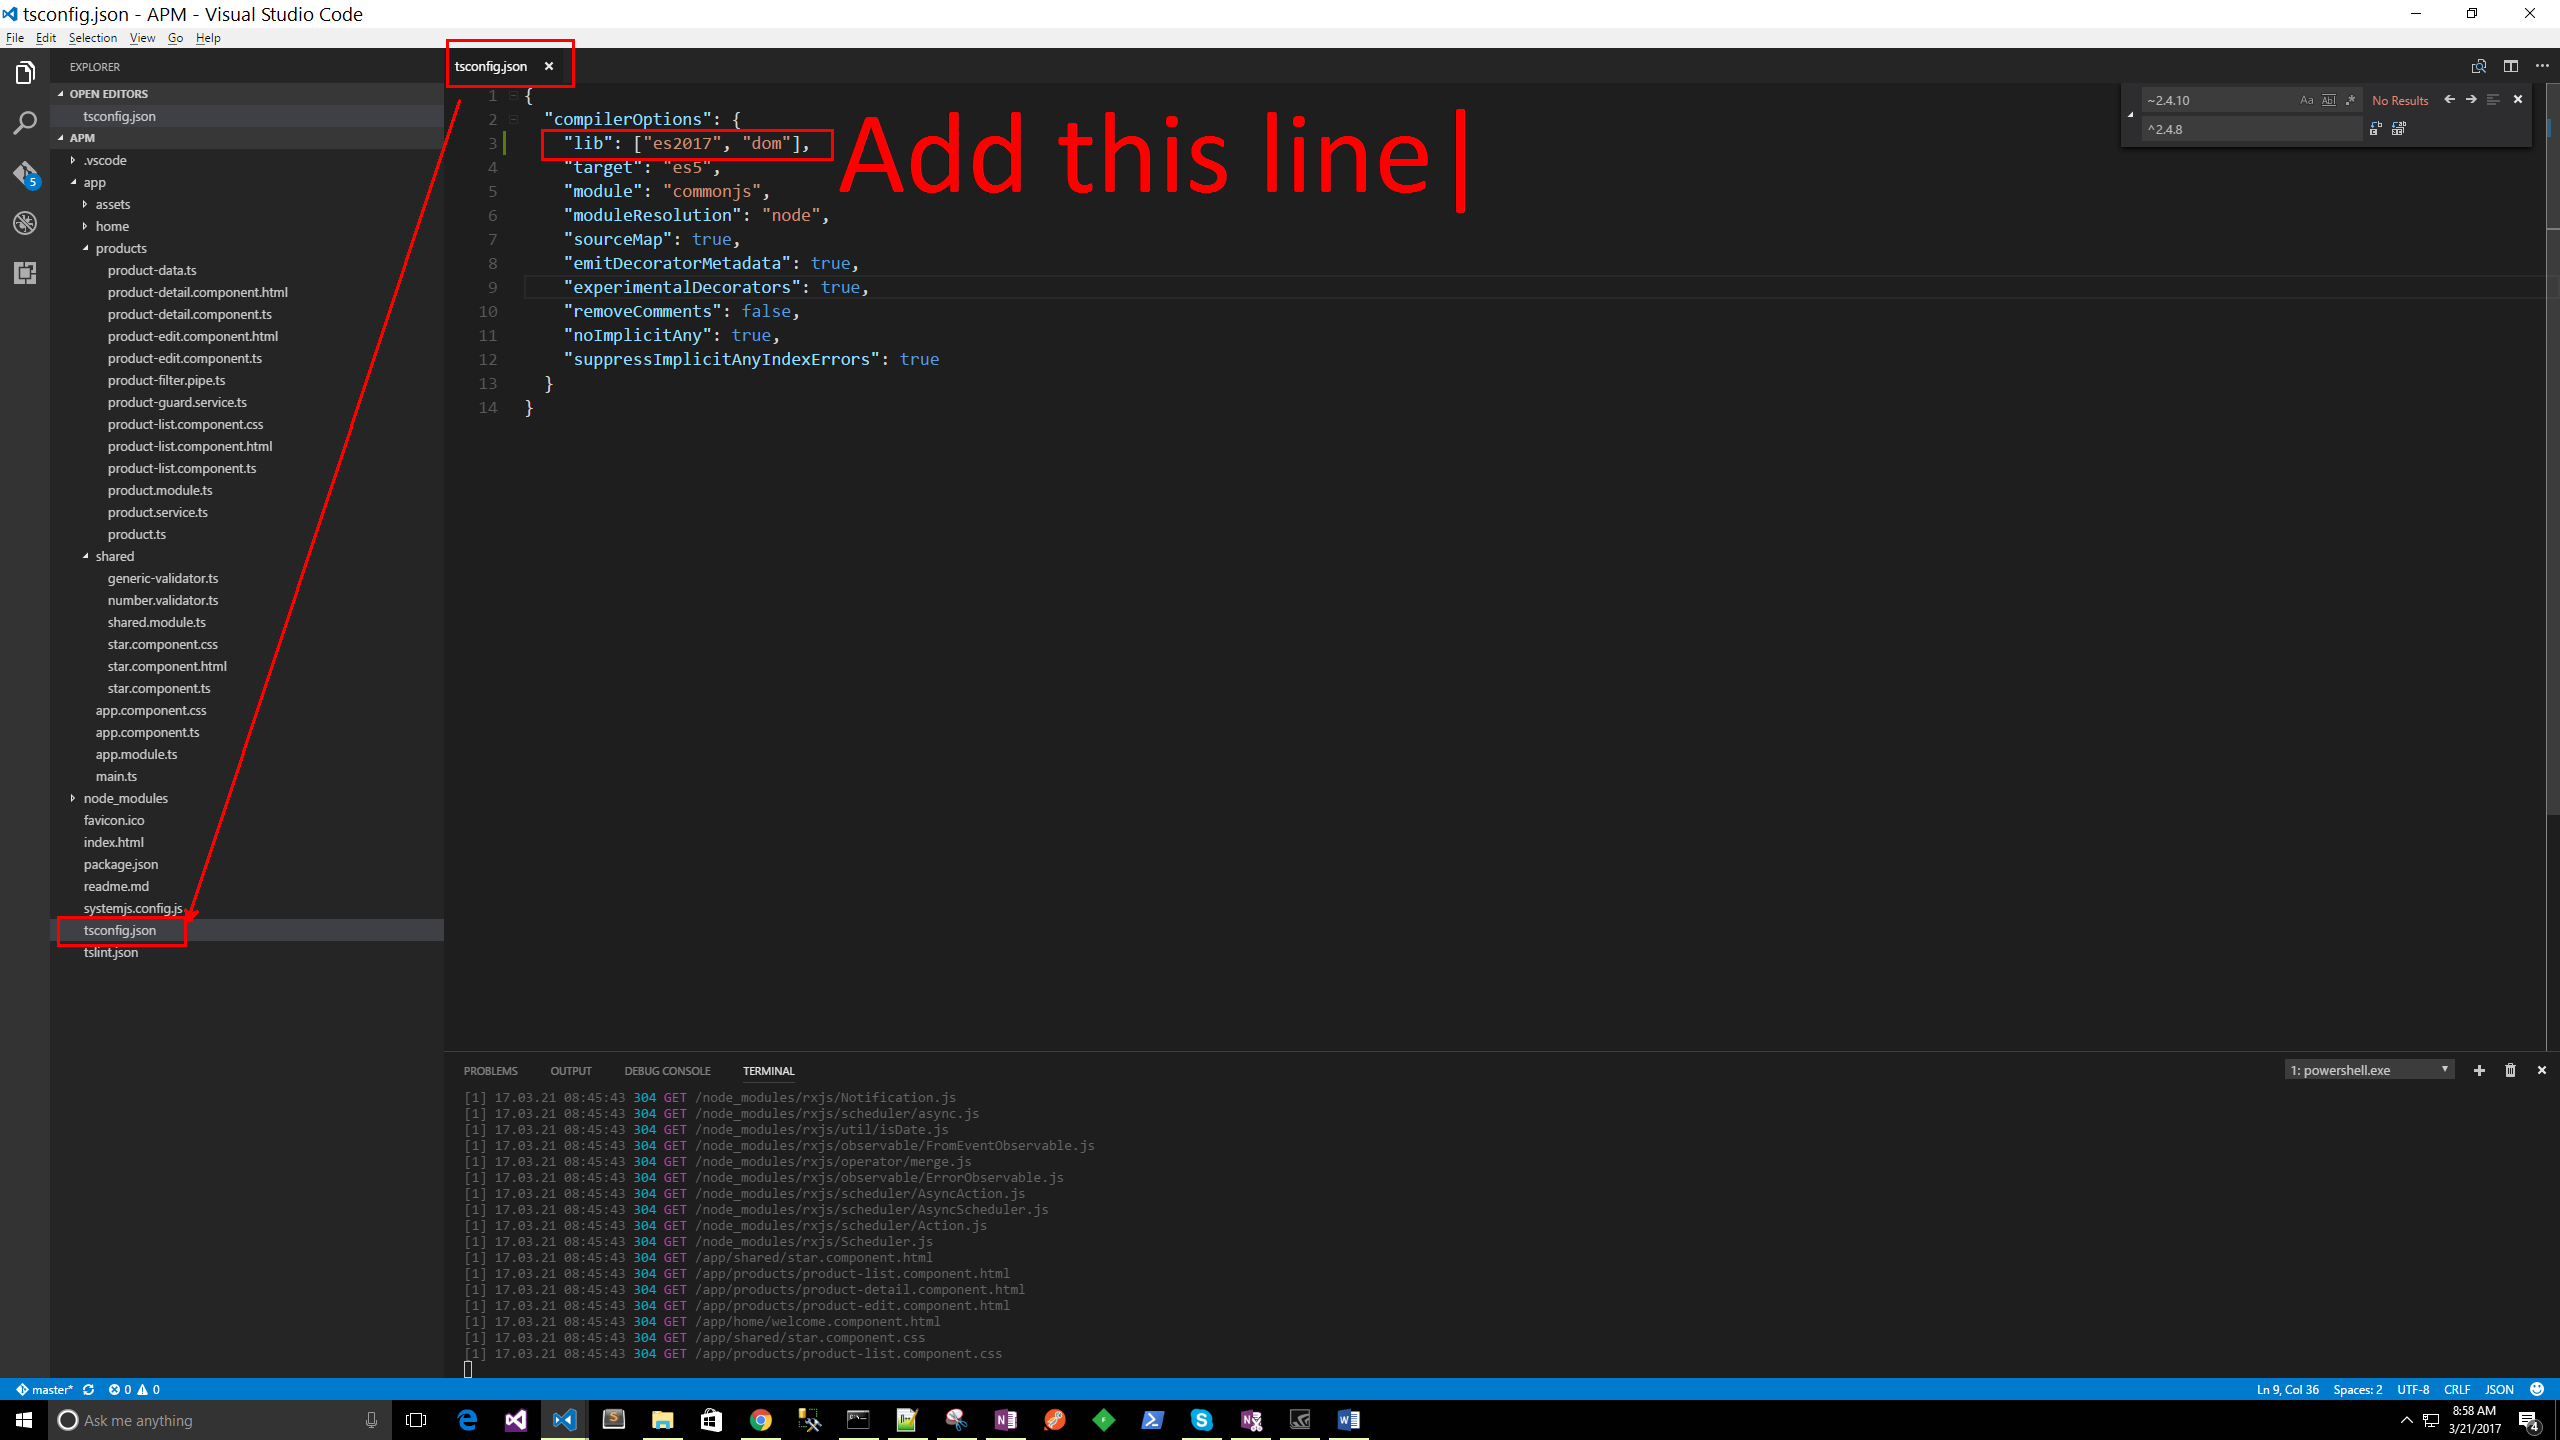 tsconfig.json - APM - Visual Studio Code
File Edit Selection View Go Help
EXPLORER
OPEN EDITORS
tsconfig.json
APM
.vscode
app
assets
home
products
product-data.ts
product-detail.component.html
product-detail.component.ts
product-edit.component.html
product-edit.component.ts
product-filter.pipe.ts
product-guard.service.ts
product-list.component.css
product-list.component.html
product-list.component.ts
product.module.ts
product.service.ts
product.ts
shared
generic-validator.ts
number.validator.ts
shared.module.ts
star.component.css
star.component.html
star.component.ts
app.component.css
app.component.ts
app.module.ts
main.ts
node_modules
favicon.ico
index.html
package.json
readme.md
systemjs.config.js
tsconfig.json
tslint.json
5
tsconfig.json
1 {
2 "compilerOptions": {
3 "lib": ["es2017", "dom"],
4 "target": "es5",
5 "module": "commonjs",
6 "moduleResolution": "node",
7 "sourceMap": true,
8 "emitDecoratorMetadata": true,
9 "experimentalDecorators": true,
10 "removeComments": false,
11 "noImplicitAny": true,
12 "suppressImplicitAnyIndexErrors": true
13 }
14 }
Add this line
~2.4.10 Aa Abl .* No Results
^2.4.8
PROBLEMS OUTPUT DEBUG CONSOLE TERMINAL
1: powershell.exe
[1] 17.03.21 08:45:43 304 GET /node_modules/rxjs/Notification.js
[1] 17.03.21 08:45:43 304 GET /node_modules/rxjs/scheduler/async.js
[1] 17.03.21 08:45:43 304 GET /node_modules/rxjs/util/isDate.js
[1] 17.03.21 08:45:43 304 GET /node_modules/rxjs/observable/FromEventObservable.js
[1] 17.03.21 08:45:43 304 GET /node_modules/rxjs/operator/merge.js
[1] 17.03.21 08:45:43 304 GET /node_modules/rxjs/observable/ErrorObservable.js
[1] 17.03.21 08:45:43 304 GET /node_modules/rxjs/scheduler/AsyncAction.js
[1] 17.03.21 08:45:43 304 GET /node_modules/rxjs/scheduler/AsyncScheduler.js
[1] 17.03.21 08:45:43 304 GET /node_modules/rxjs/scheduler/Action.js
[1] 17.03.21 08:45:43 304 GET /node_modules/rxjs/Scheduler.js
[1] 17.03.21 08:45:43 304 GET /app/shared/star.component.html
[1] 17.03.21 08:45:43 304 GET /app/products/product-list.component.html
[1] 17.03.21 08:45:43 304 GET /app/products/product-detail.component.html
[1] 17.03.21 08:45:43 304 GET /app/products/product-edit.component.html
[1] 17.03.21 08:45:43 304 GET /app/home/welcome.component.html
[1] 17.03.21 08:45:43 304 GET /app/shared/star.component.css
[1] 17.03.21 08:45:43 304 GET /app/products/product-list.component.css
master* 0 0
Ln 9, Col 36 Spaces: 2 UTF-8 CRLF JSON
Ask me anything
8:58 AM
3/21/2017
4